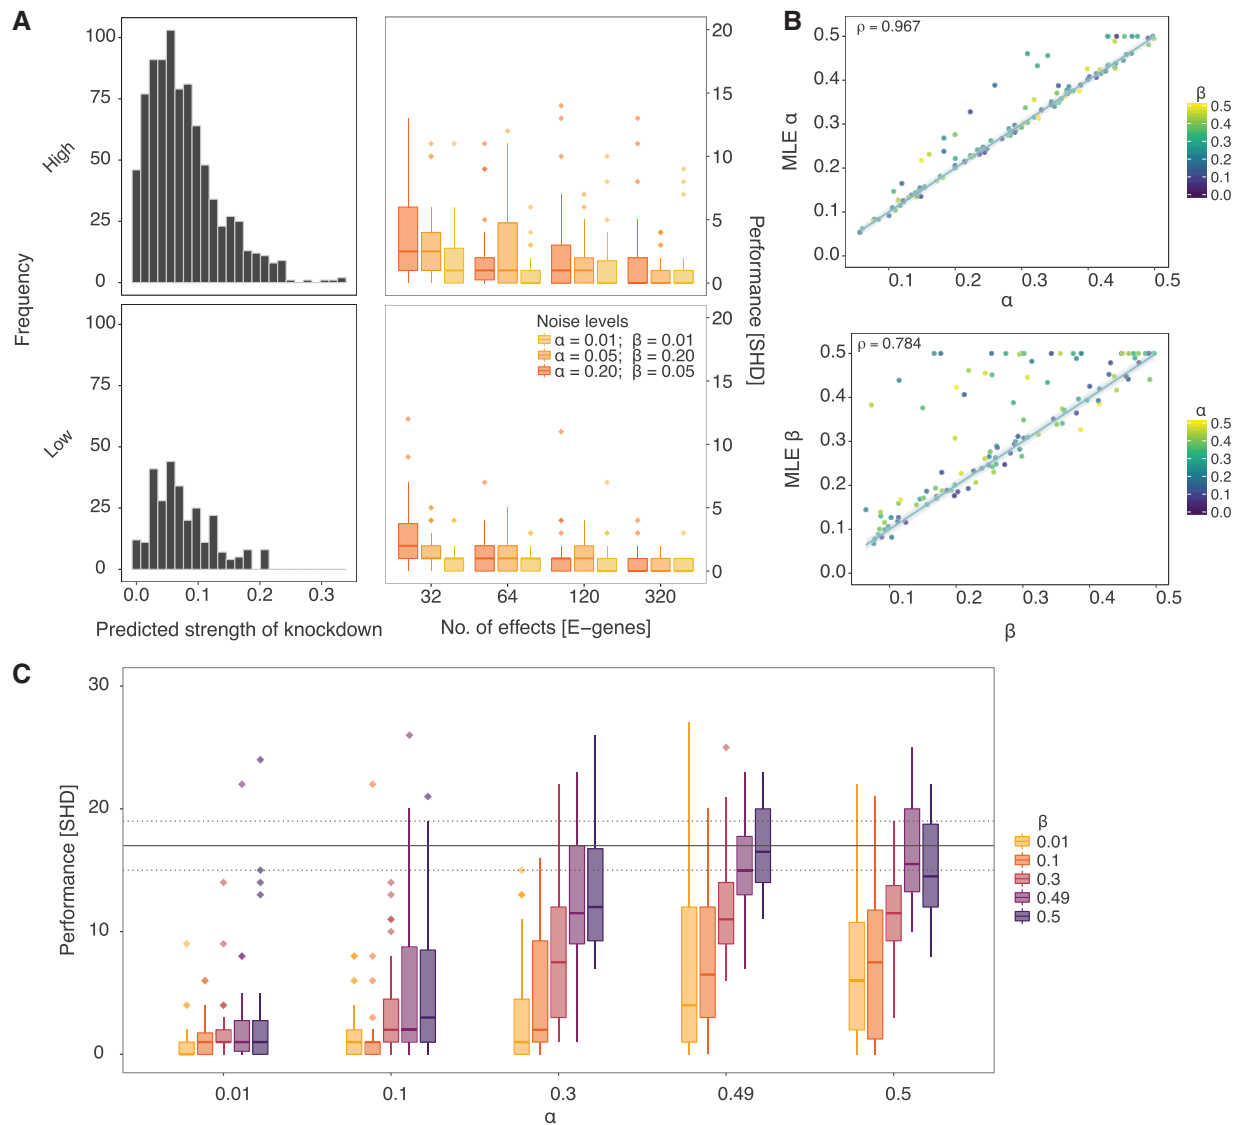 A
High
Low
Frequency
100
75
50
25
0
100
75
50
25
0
0.0 0.1 0.2 0.3
Predicted strength of knockdown
20
15
10
5
0
Noise levels
α = 0.01; β = 0.01
α = 0.05; β = 0.20
α = 0.20; β = 0.05
20
15
10
5
0
32 64 120 320
No. of effects [E−genes]
Performance [SHD]
B
ρ = 0.967
MLE α
0.5
0.4
0.3
0.2
0.1
0.0
0.1 0.2 0.3 0.4 0.5
α
β
0.5
0.4
0.3
0.2
0.1
0.0
ρ = 0.784
MLE β
0.5
0.4
0.3
0.2
0.1
0.0
0.1 0.2 0.3 0.4 0.5
β
α
0.5
0.4
0.3
0.2
0.1
0.0
C
Performance [SHD]
30
20
10
0
0.01 0.1 0.3 0.49 0.5
α
β
0.01
0.1
0.3
0.49
0.5